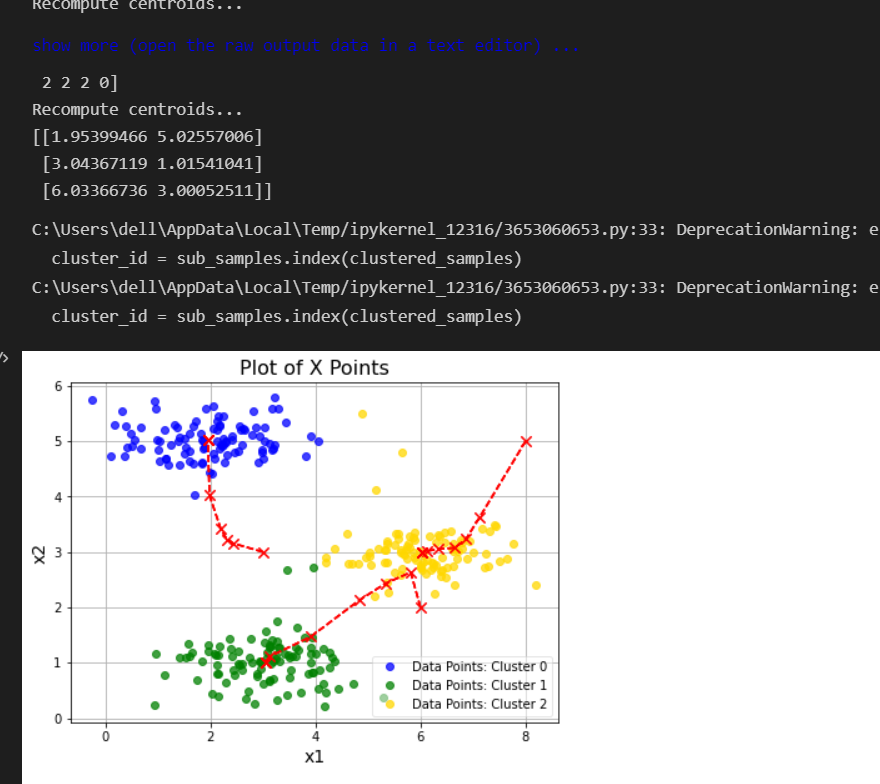 Recompute centroids...
show more (open the raw output data in a text editor) ...
2 2 2 0]
Recompute centroids...
[[1.95399466 5.02557006]
[3.04367119 1.01541041]
[6.03366736 3.00052511]]
C:\Users\dell\AppData\Local\Temp/ipykernel_12316/3653060653.py:33: DeprecationWarning: e
cluster_id = sub_samples.index(clustered_samples)
C:\Users\dell\AppData\Local\Temp/ipykernel_12316/3653060653.py:33: DeprecationWarning: e
cluster_id = sub_samples.index(clustered_samples)
Plot of X Points
6
5
4
3
2
1
0
x2
Data Points: Cluster 0
Data Points: Cluster 1
Data Points: Cluster 2
0 2 4 6 8
x1